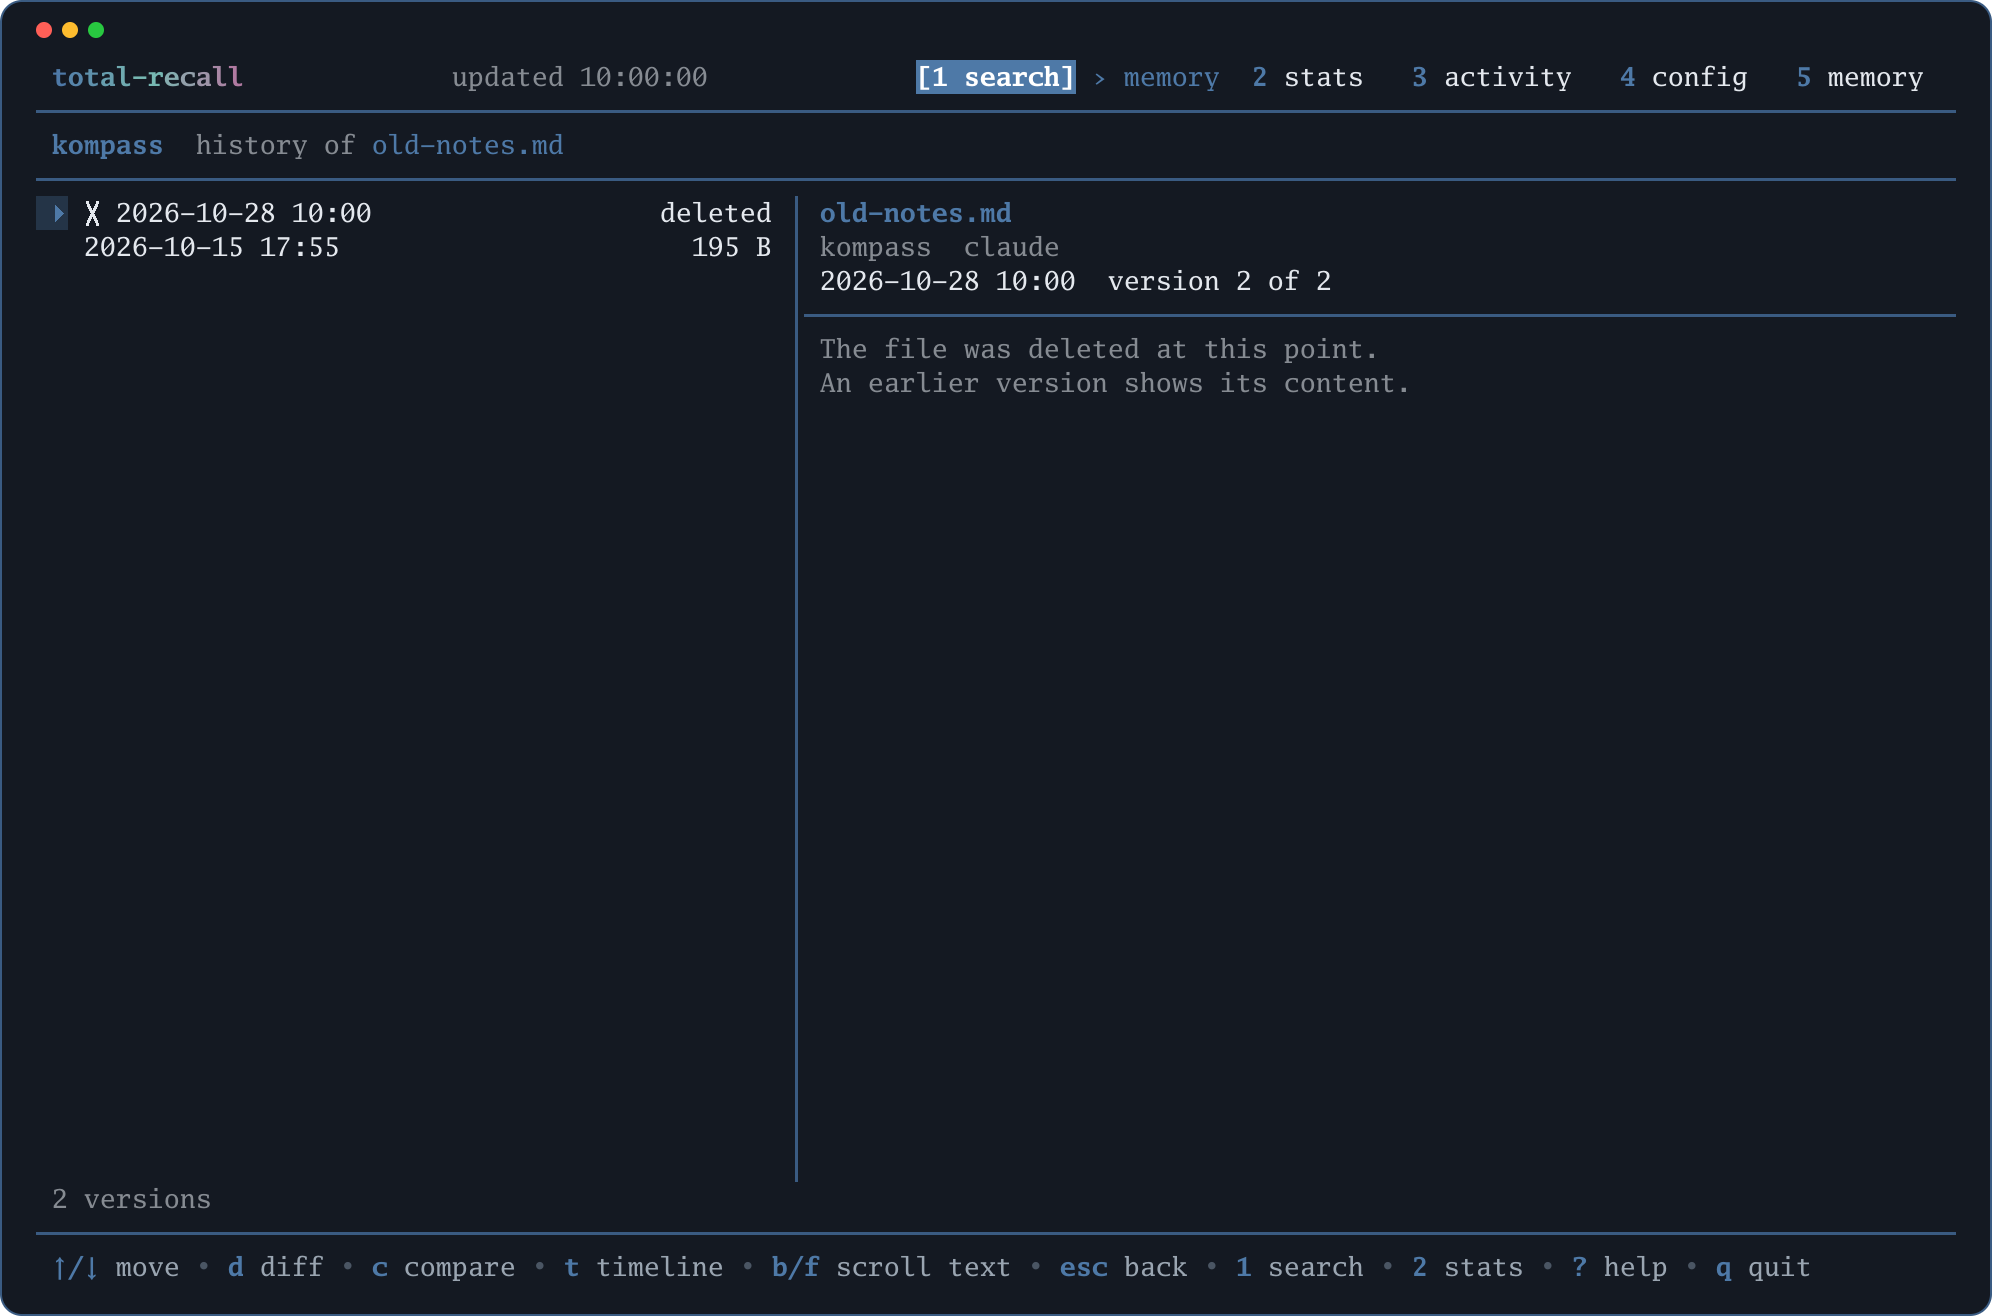 total-recall updated 10:00:00 [1 search] › memory 2 stats 3 activity 4 config 5 memory
kompass history of old-notes.md
▸ ✗ 2026-10-28 10:00 deleted
2026-10-15 17:55 195 B
old-notes.md
kompass claude
2026-10-28 10:00 version 2 of 2
The file was deleted at this point.
An earlier version shows its content.
2 versions
↑/↓ move • d diff • c compare • t timeline • b/f scroll text • esc back • 1 search • 2 stats • ? help • q quit